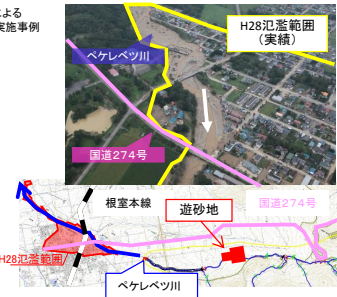 による
実施事例
H28氾濫範囲
（実績）
ペケレベツ川
国道274号
根室本線
遊砂地
国道274号
H28氾濫範囲
ペケレベツ川